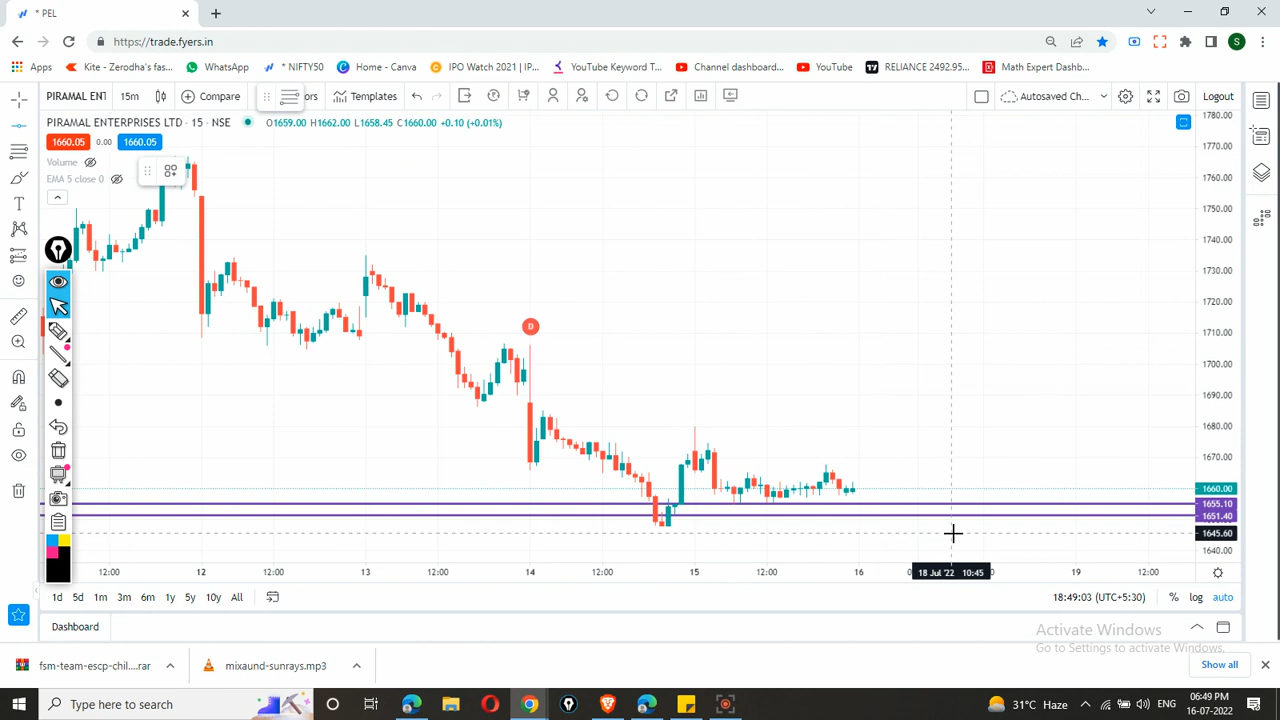 * PEL
https://trade.fyers.in
Apps
Kite - Zerodha's fas...
WhatsApp
* NIFTY50
Home - Canva
IPO Watch 2021 | IP...
YouTube Keyword T...
Channel dashboard...
YouTube
RELIANCE 2492.95...
Math Expert Dashb...
S
PIRAMAL ENT
15m
Compare
ors
Templates
Autosaved Ch...
Logout
PIRAMAL ENTERPRISES LTD · 15 · NSE
O1659.00 H1662.00 L1658.45 C1660.00 +0.10 (+0.01%)
1660.05
0.00
1660.05
Volume
EMA 5 close 0
D
1780.00
1770.00
1760.00
1750.00
1740.00
1730.00
1720.00
1710.00
1700.00
1690.00
1680.00
1670.00
1660.00
1655.10
1651.40
1645.60
1640.00
12:00
12
12:00
13
12:00
14
12:00
15
12:00
16
18 Jul '22 10:45
19
12:00
1d 5d 1m 3m 6m 1y 5y 10y All
18:49:03 (UTC+5:30)
% log auto
Dashboard
Activate Windows
Go to Settings to activate Windows.
fsm-team-escp-chil....rar
mixaund-sunrays.mp3
Show all
Type here to search
31°C Haze
ENG
06:49 PM
16-07-2022